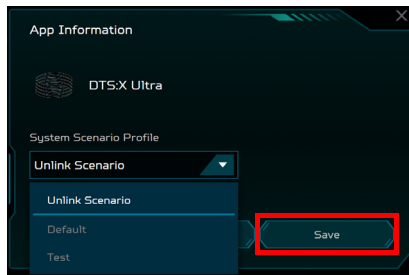 App Information
DTS:X Ultra
System Scenario Profile
Unlink Scenario
Unlink Scenario
Default
Test
Save